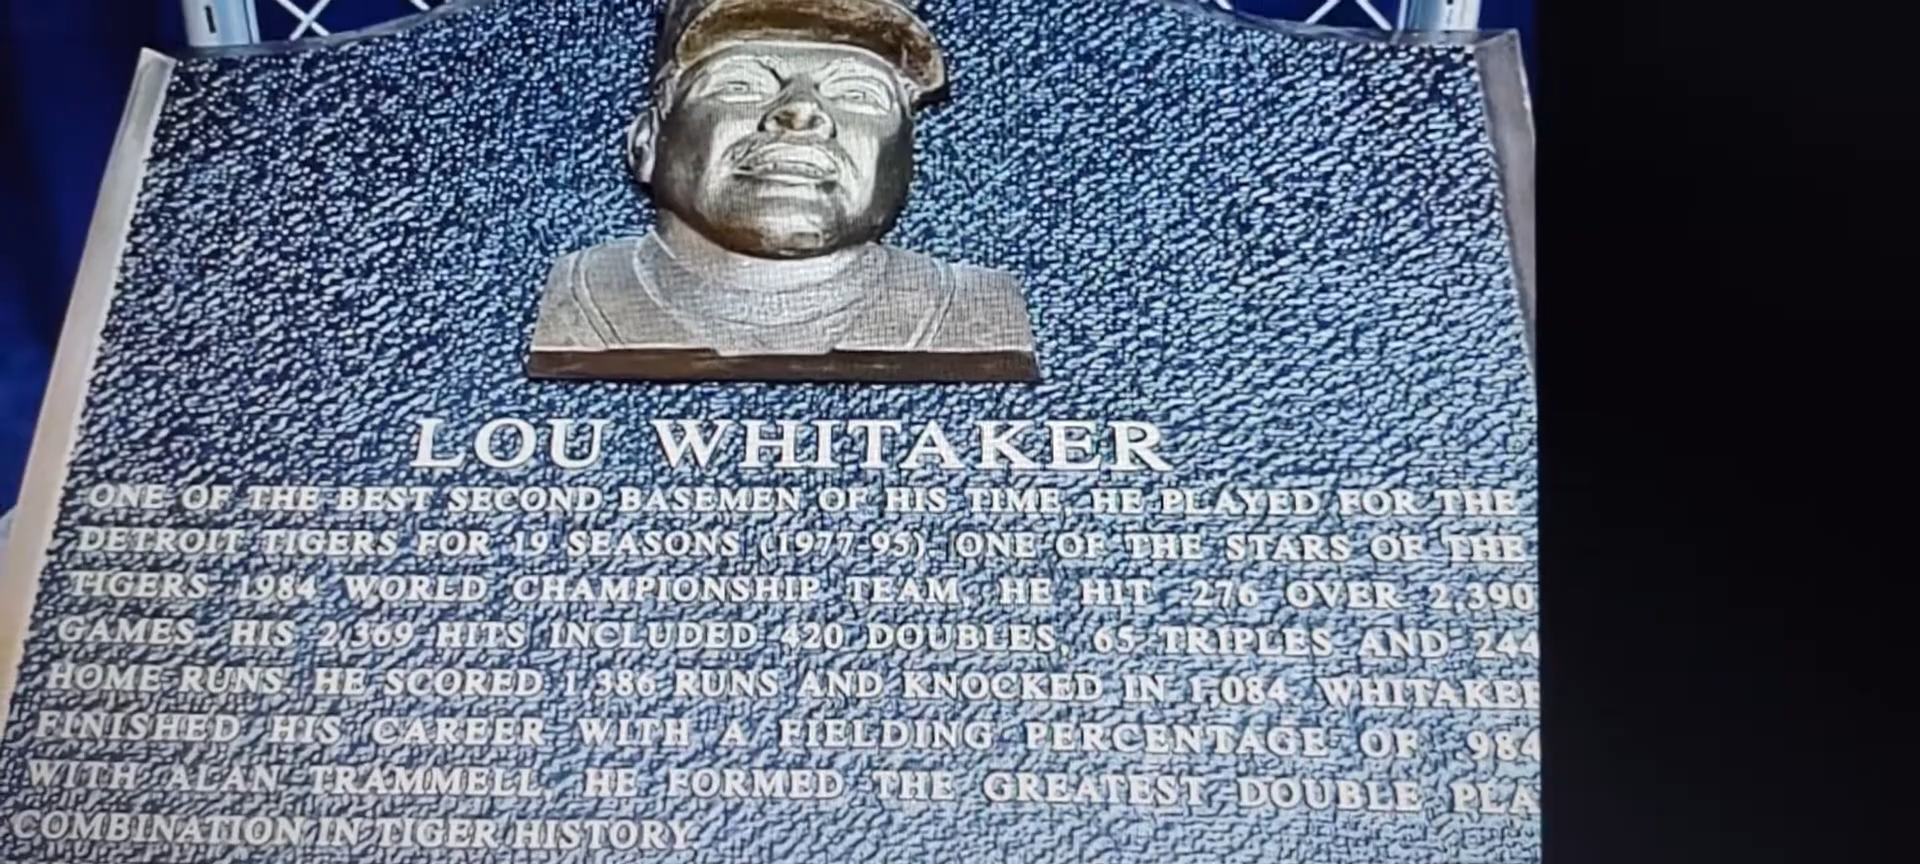 LOU WHITAKER
ONE OF THE BEST SECOND BASEMEN OF HIS TIME, HE PLAYED FOR THE
DETROIT TIGERS FOR 19 SEASONS (1977-95). ONE OF THE STARS OF THE
TIGERS 1984 WORLD CHAMPIONSHIP TEAM, HE HIT .276 OVER 2,390
GAMES. HIS 2,369 HITS INCLUDED 420 DOUBLES, 65 TRIPLES AND 244
HOME RUNS. HE SCORED 1,386 RUNS AND KNOCKED IN 1,084. WHITAKER
FINISHED HIS CAREER WITH A FIELDING PERCENTAGE OF .984
WITH ALAN TRAMMELL, HE FORMED THE GREATEST DOUBLE PLA
COMBINATION IN TIGER HISTORY